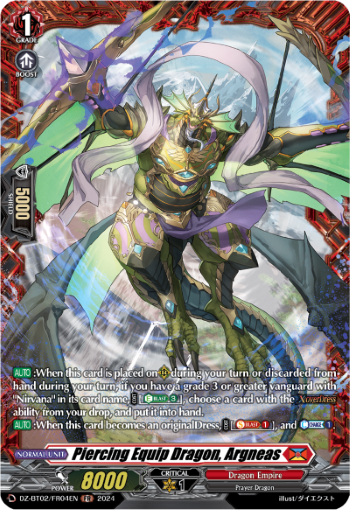 1
GRADE
BOOST
5000
SHIELD
AUTO :When this card is placed on R during your turn or discarded from
hand during your turn, if you have a grade 3 or greater vanguard with
"Nirvana" in its card name, COST [E-BLAST 3], choose a card with the XoverDress
ability from your drop, and put it into hand.
AUTO :When this card becomes an originalDress, COST [S-BLAST 1], and C-CHARGE 1.
NORMAL UNIT
Piercing Equip Dragon, Argneas
POWER 8000
CRITICAL
1
Dragon Empire
Prayer Dragon
DZ-BT02/FR04EN FR 2024
illust/ダイエクスト